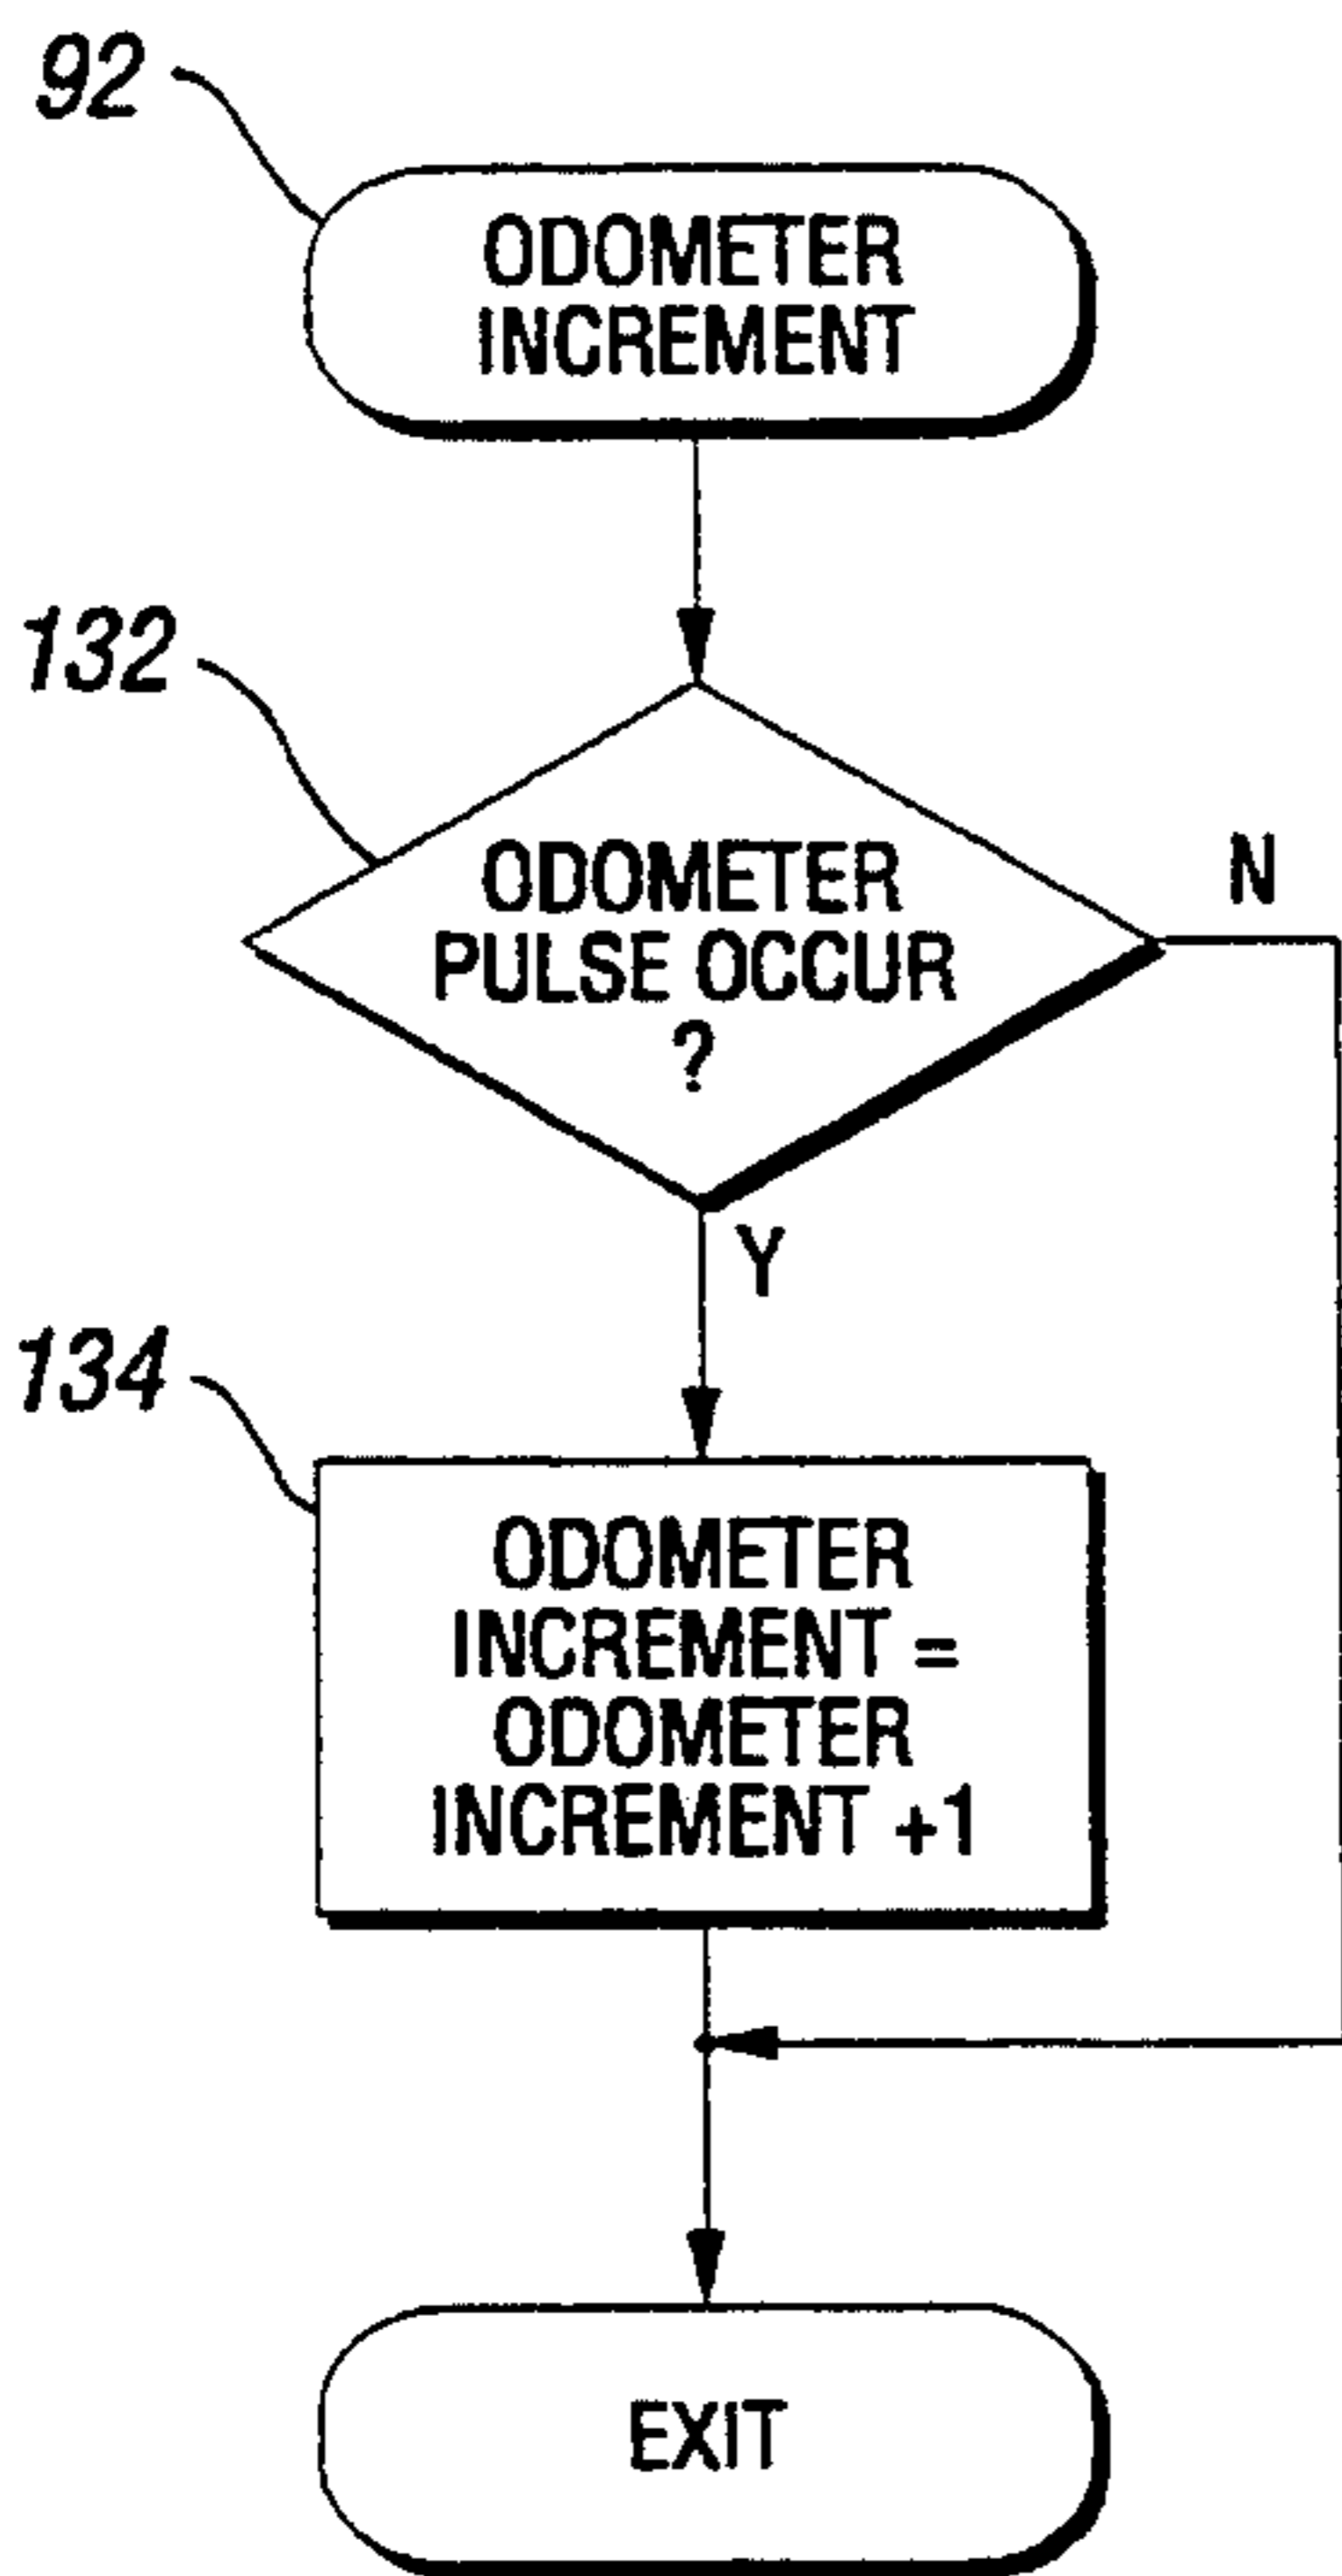 92
ODOMETER
INCREMENT
132
ODOMETER
PULSE OCCUR
?
N
Y
134
ODOMETER
INCREMENT =
ODOMETER
INCREMENT +1
EXIT